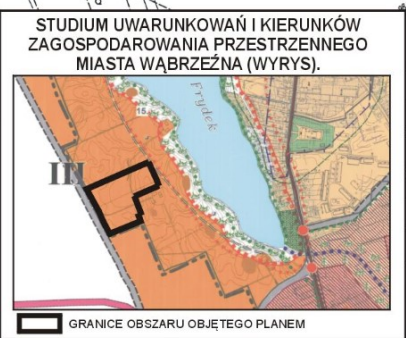 STUDIUM UWARUNKOWAŃ I KIERUNKÓW
ZAGOSPODAROWANIA PRZESTRZENNEGO
MIASTA WĄBRZEŹNA (WYRYS).
Frydek
III
GRANICE OBSZARU OBJĘTEGO PLANEM